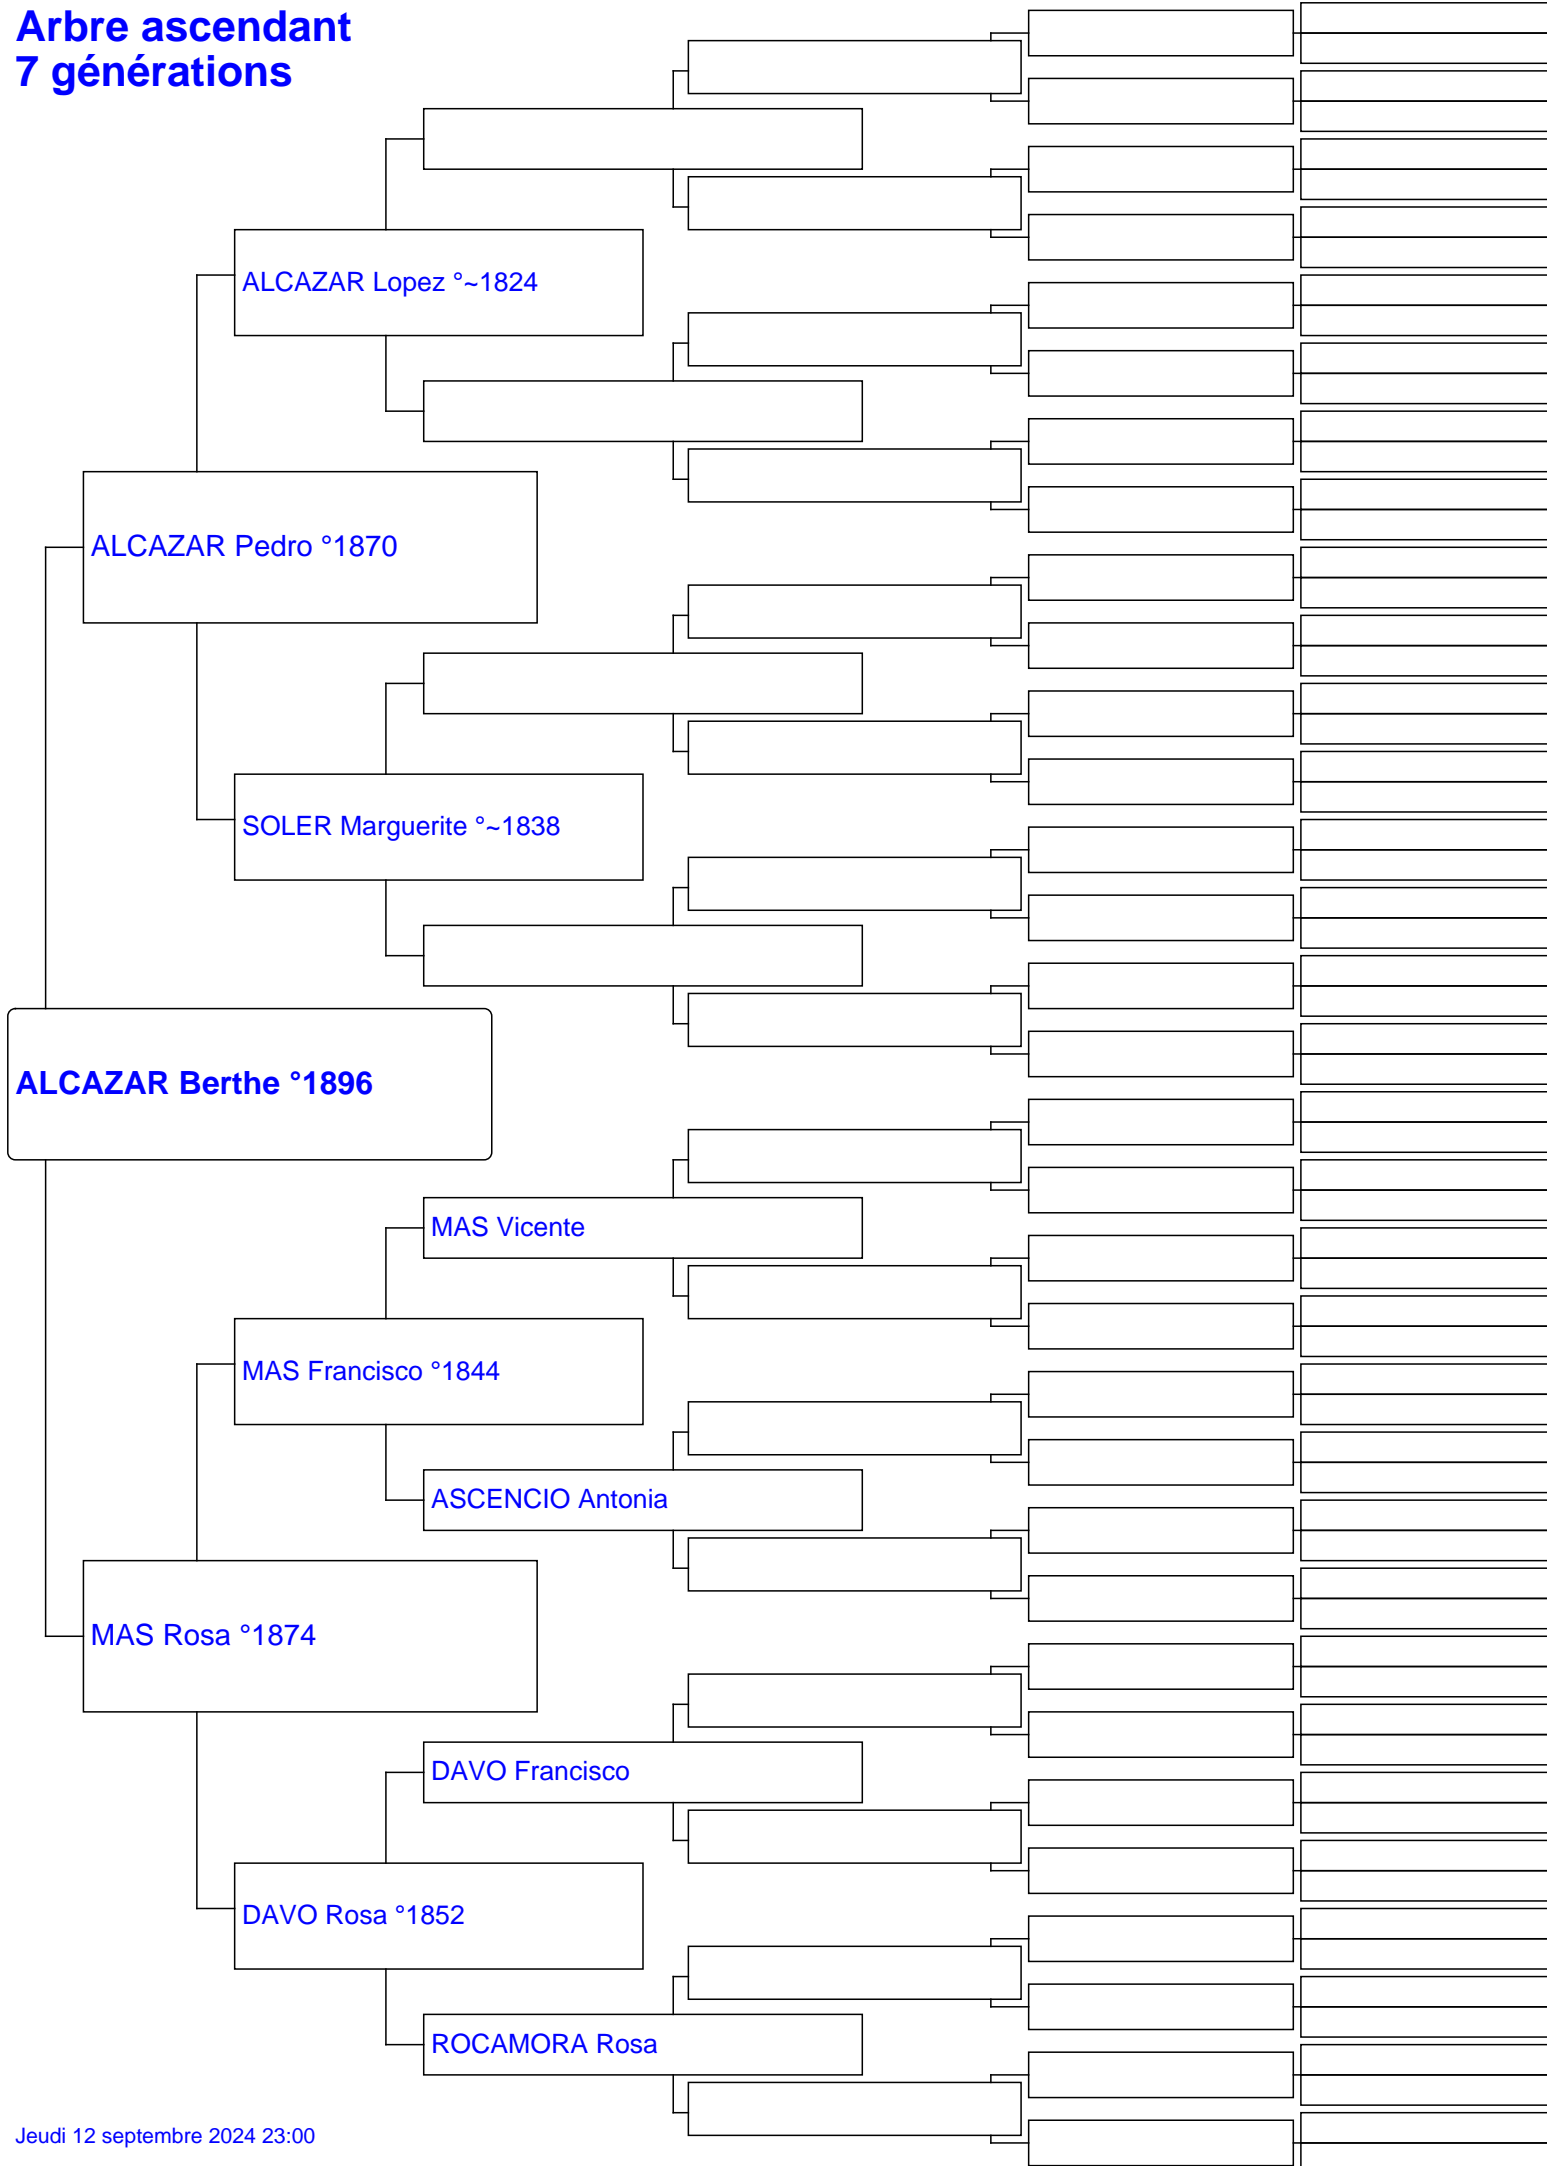 Arbre ascendant
7 générations
ALCAZAR Lopez °~1824
ALCAZAR Pedro °1870
SOLER Marguerite °~1838
ALCAZAR Berthe °1896
MAS Vicente
MAS Francisco °1844
ASCENCIO Antonia
MAS Rosa °1874
DAVO Francisco
DAVO Rosa °1852
ROCAMORA Rosa
Jeudi 12 septembre 2024 23:00